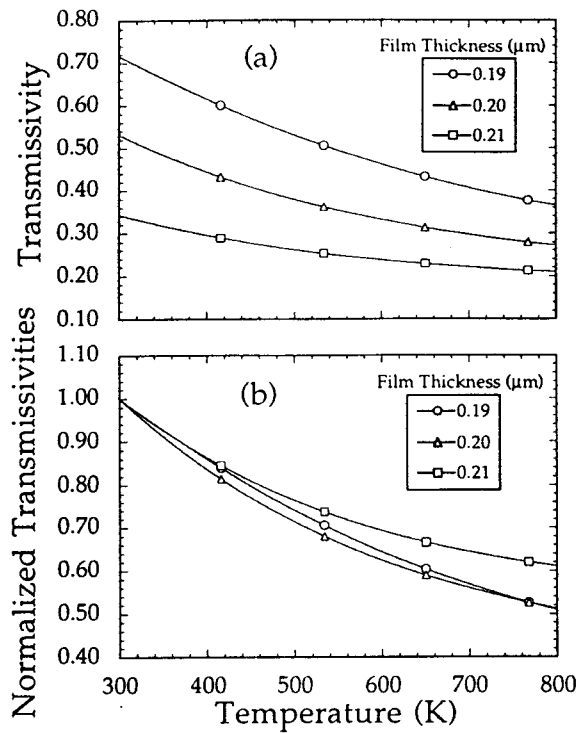 0.80
0.70
0.60
0.50
0.40
0.30
0.20
0.10
Transmissivity
(a)
Film Thickness (μm)
0.19
0.20
0.21
1.10
1.00
0.90
0.80
0.70
0.60
0.50
0.40
Normalized Transmissivities
(b)
Film Thickness (μm)
0.19
0.20
0.21
300 400 500 600 700 800
Temperature (K)